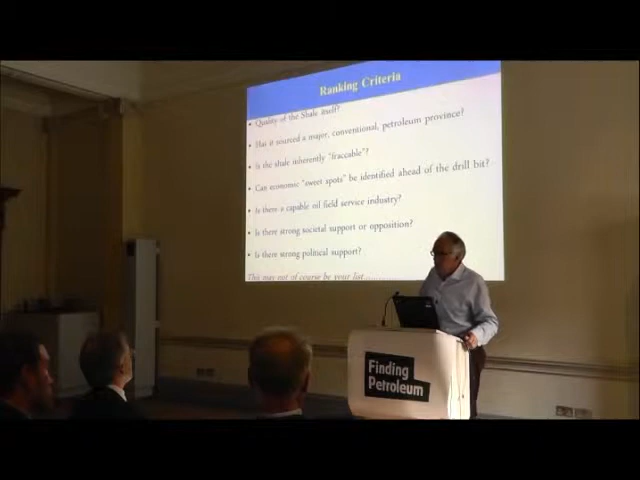 Ranking Criteria
• Quality of the Shale itself?
• Has it sourced a major, conventional, petroleum province?
• Is the shale inherently "fraccable"?
• Can economic "sweet spots" be identified ahead of the drill bit?
• Is there a capable oil field service industry?
• Is there strong societal support or opposition?
• Is there strong political support?
This may not of course be your list..........
Finding
Petroleum